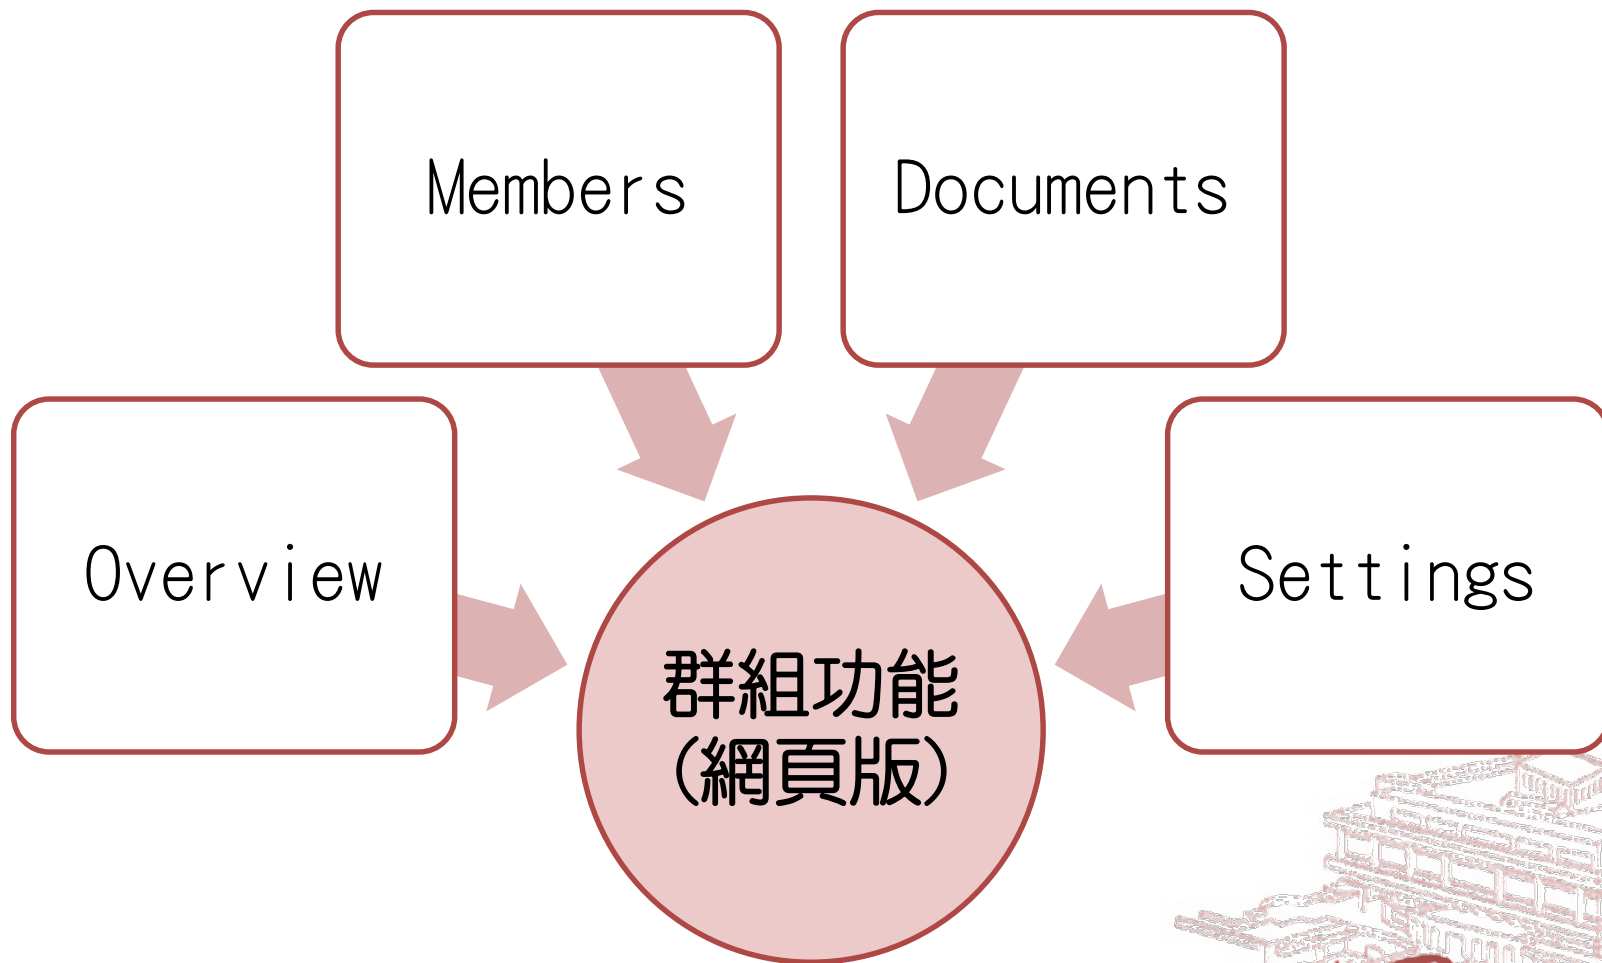 Members
Documents
Overview
Settings
群組功能
(網頁版)